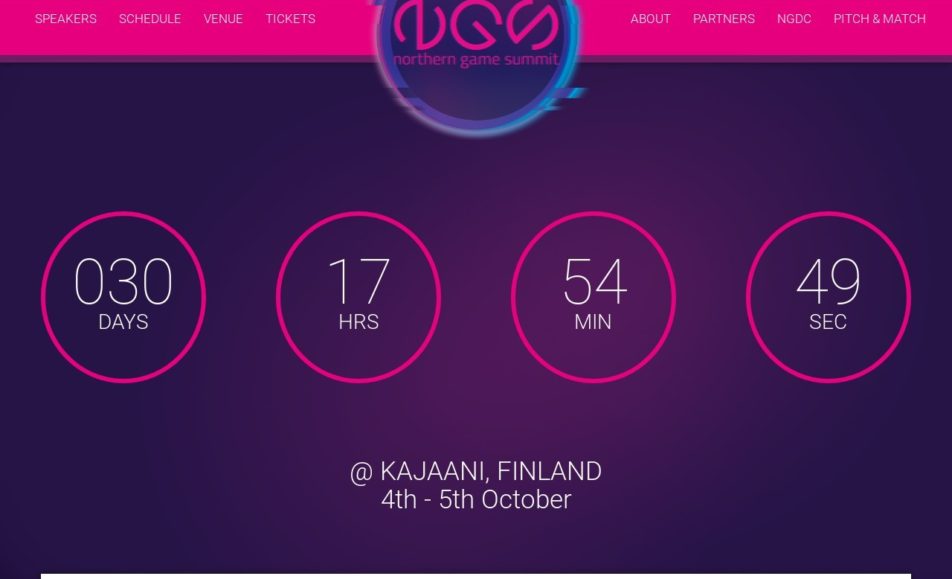 SPEAKERS SCHEDULE VENUE TICKETS
NGS
northern game summit
ABOUT PARTNERS NGDC PITCH & MATCH
030
DAYS
17
HRS
54
MIN
49
SEC
@ KAJAANI, FINLAND
4th - 5th October